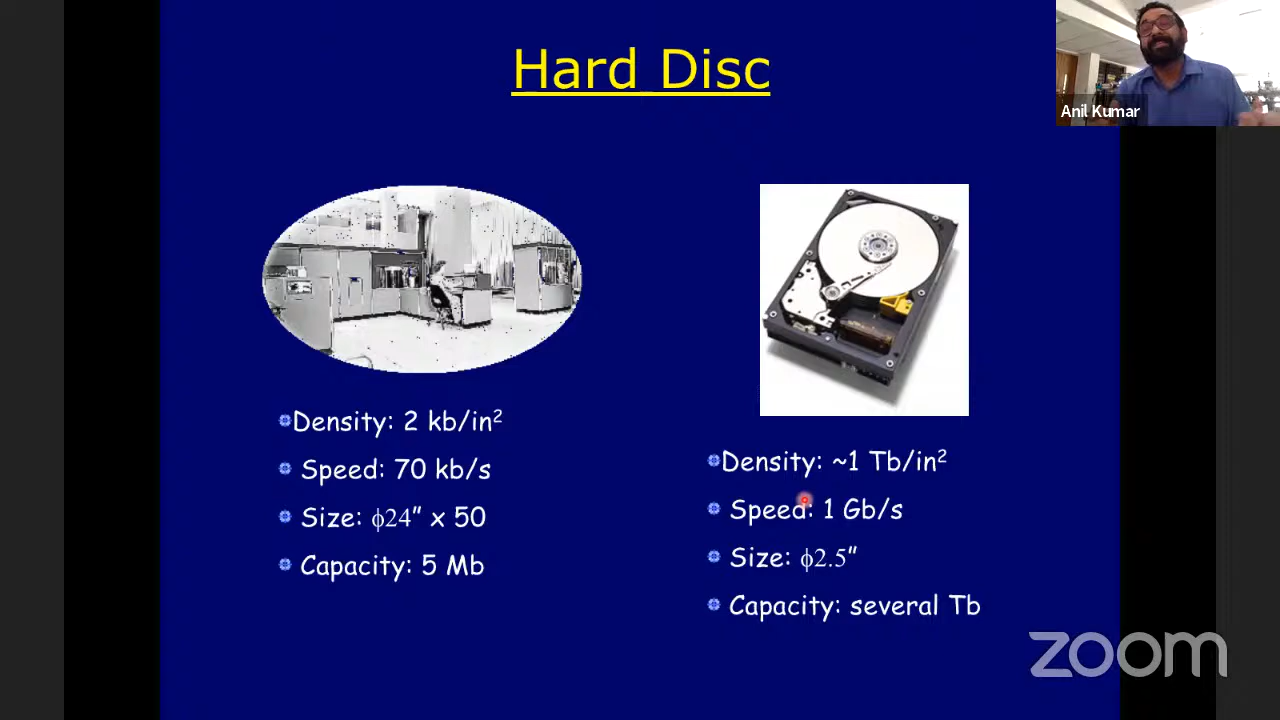 Hard Disc
Anil Kumar
Density: 2 kb/in²
Speed: 70 kb/s
Size: ϕ24” x 50
Capacity: 5 Mb
Density: ~1 Tb/in²
Speed: 1 Gb/s
Size: ϕ2.5”
Capacity: several Tb
zoom